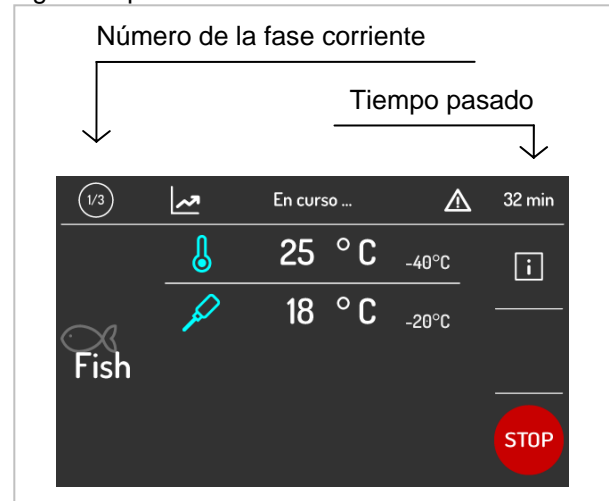 Número de la fase corriente
Tiempo pasado
1/3
En curso ...
32 min
25 °C
-40°C
i
18 °C
-20°C
Fish
STOP